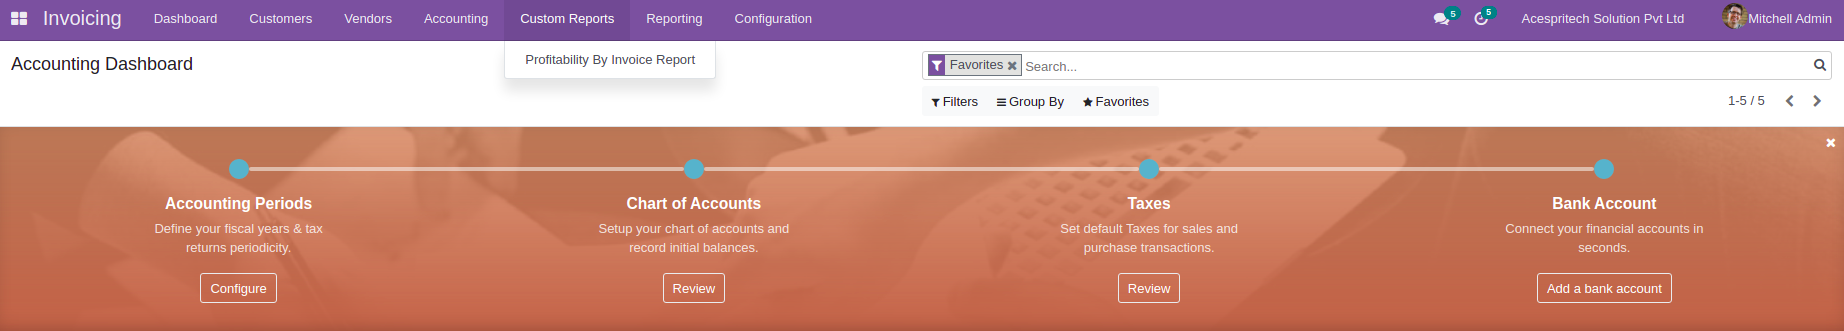 Invoicing Dashboard Customers Vendors Accounting Custom Reports Reporting Configuration 5 5 Acespritech Solution Pvt Ltd Mitchell Admin
Profitability By Invoice Report
Accounting Dashboard
Favorites Search...
Filters Group By Favorites 1-5 / 5
Accounting Periods
Define your fiscal years & tax
returns periodicity.
Configure
Chart of Accounts
Setup your chart of accounts and
record initial balances.
Review
Taxes
Set default Taxes for sales and
purchase transactions.
Review
Bank Account
Connect your financial accounts in
seconds.
Add a bank account